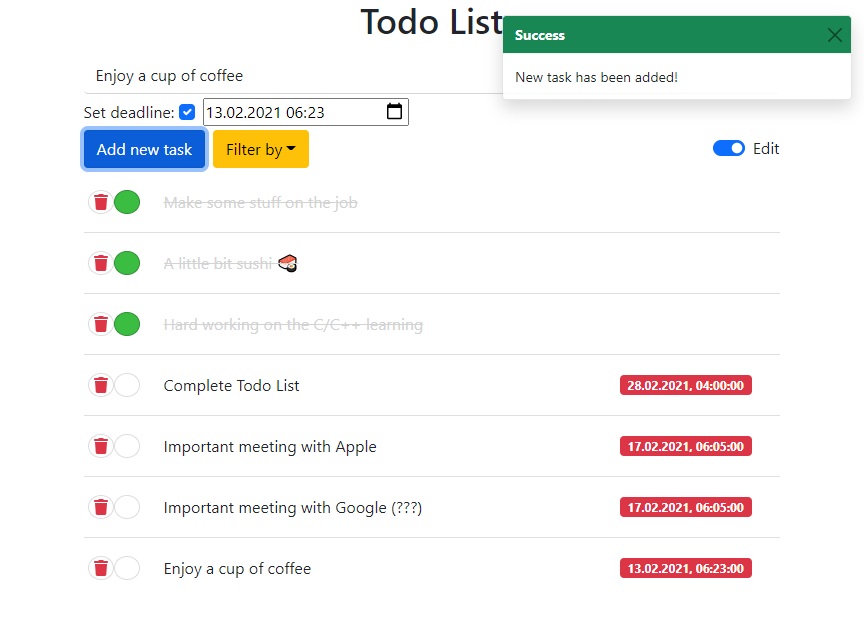 Todo List
Success
New task has been added!
Enjoy a cup of coffee
Set deadline: 13.02.2021 06:23
Add new task Filter by Edit
Make some stuff on the job
A little bit sushi 🍣
Hard working on the C/C++ learning
Complete Todo List 28.02.2021, 04:00:00
Important meeting with Apple 17.02.2021, 06:05:00
Important meeting with Google (???) 17.02.2021, 06:05:00
Enjoy a cup of coffee 13.02.2021, 06:23:00